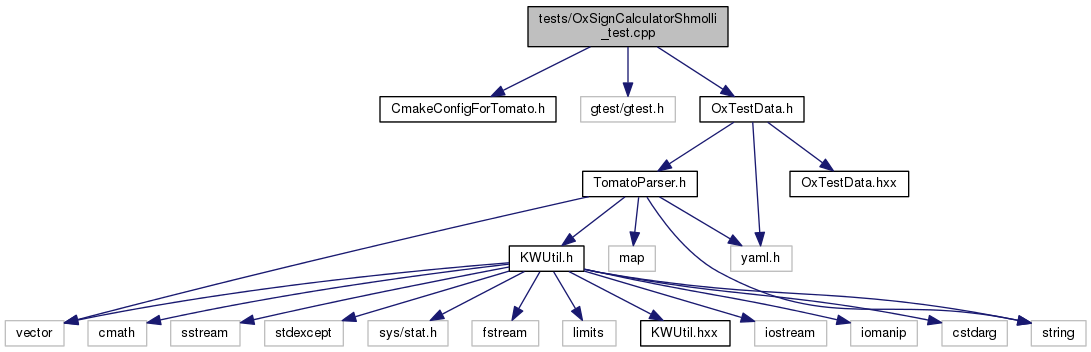 tests/OxSignCalculatorShmolli
_test.cpp
CmakeConfigForTomato.h
gtest/gtest.h
OxTestData.h
TomatoParser.h
OxTestData.hxx
KWUtil.h
map
yaml.h
vector
cmath
sstream
stdexcept
sys/stat.h
fstream
limits
KWUtil.hxx
iostream
iomanip
cstdarg
string